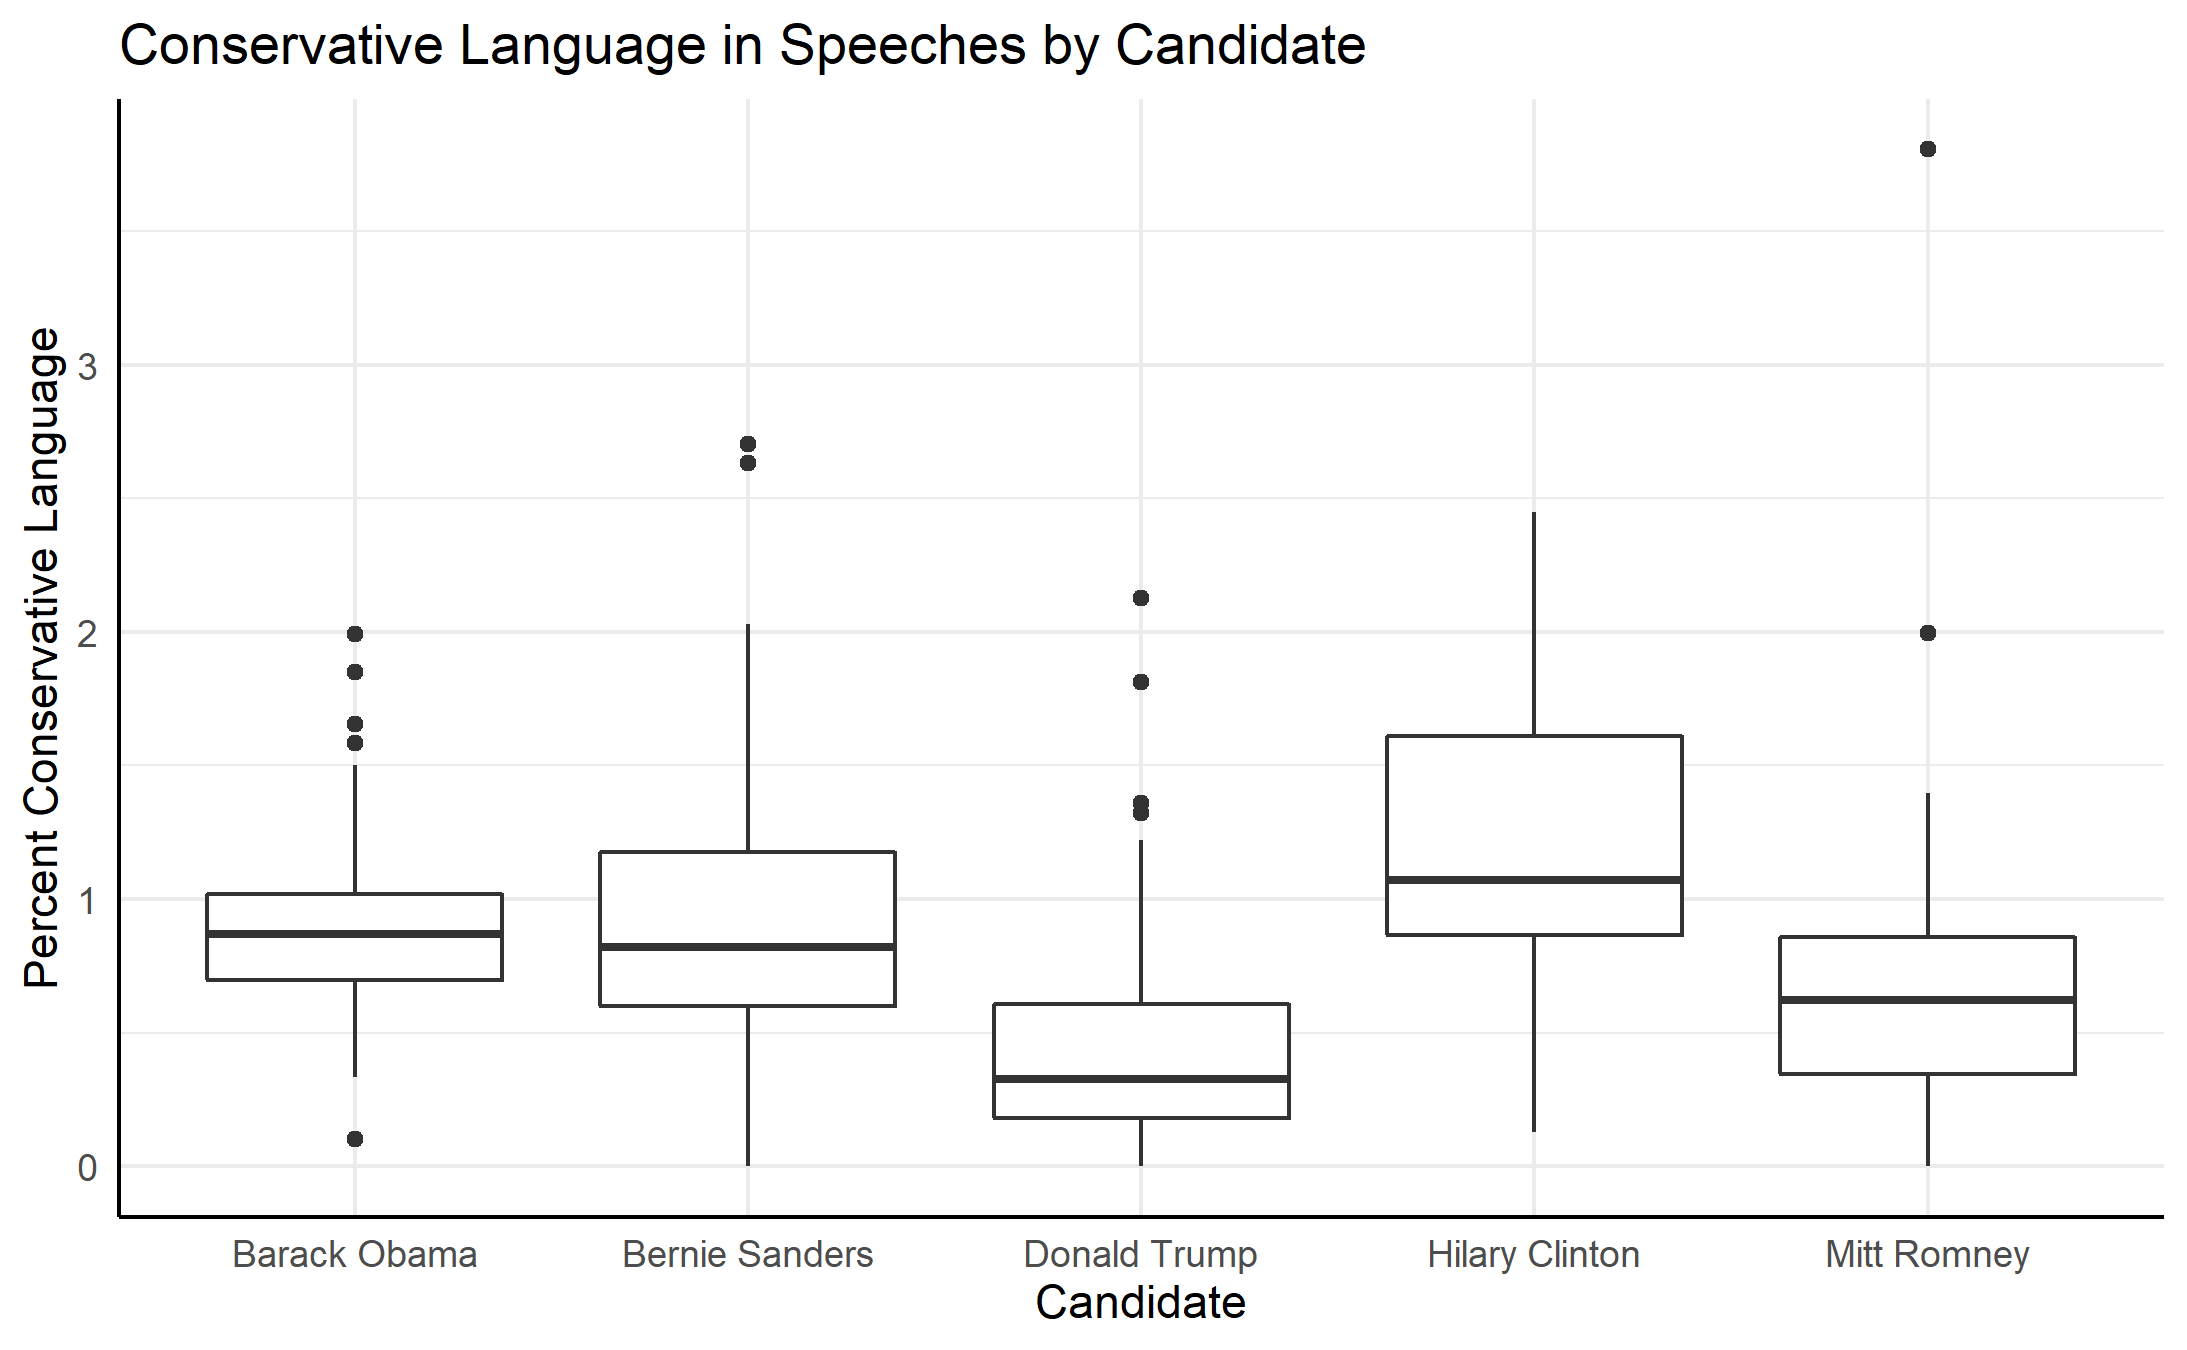 Conservative Language in Speeches by Candidate
Percent Conservative Language
3
2
1
0
Barack Obama
Bernie Sanders
Donald Trump
Hilary Clinton
Mitt Romney
Candidate